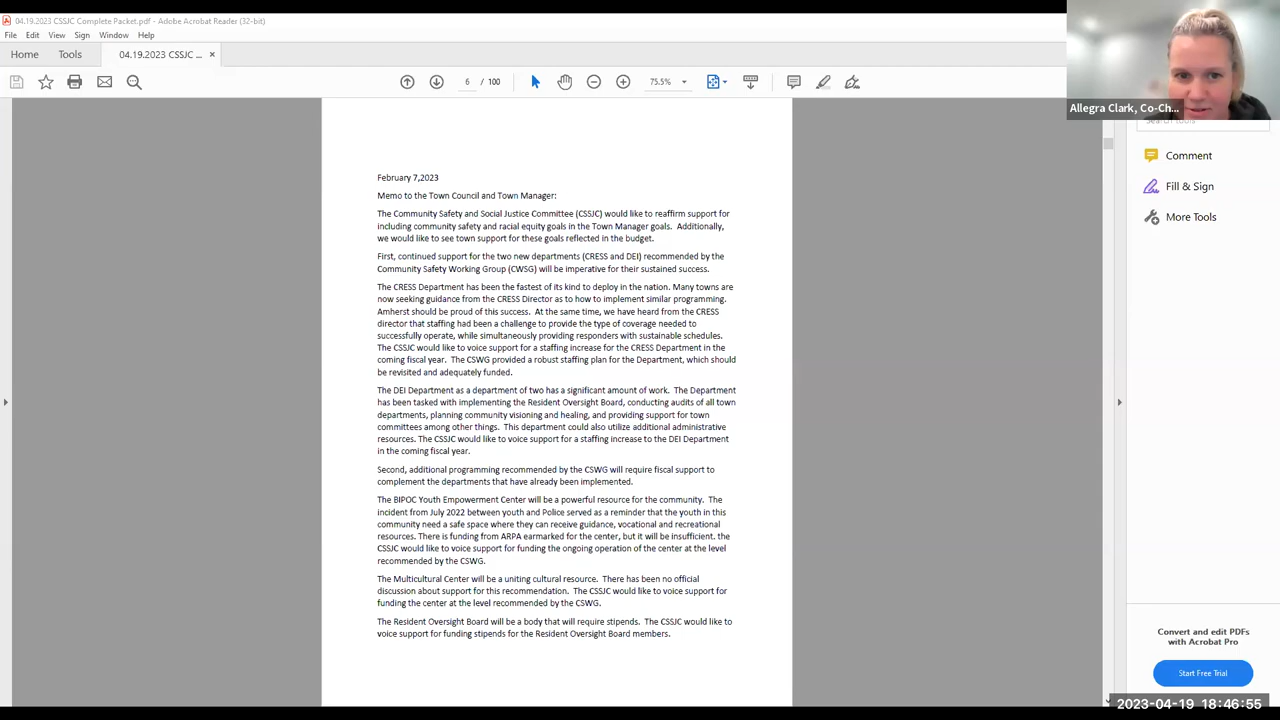 04.19.2023 CSSJC Complete Packet.pdf - Adobe Acrobat Reader (32-bit)
File Edit View Sign Window Help
Home Tools 04.19.2023 CSSJC ... ×
6 / 100 75.5%
Allegra Clark, Co-Ch...
Search Tools
Comment
Fill & Sign
More Tools
February 7,2023
Memo to the Town Council and Town Manager:
The Community Safety and Social Justice Committee (CSSJC) would like to reaffirm support for
including community safety and racial equity goals in the Town Manager goals. Additionally,
we would like to see town support for these goals reflected in the budget.
First, continued support for the two new departments (CRESS and DEI) recommended by the
Community Safety Working Group (CWSG) will be imperative for their sustained success.
The CRESS Department has been the fastest of its kind to deploy in the nation. Many towns are
now seeking guidance from the CRESS Director as to how to implement similar programming.
Amherst should be proud of this success. At the same time, we have heard from the CRESS
director that staffing had been a challenge to provide the type of coverage needed to
successfully operate, while simultaneously providing responders with sustainable schedules.
The CSSJC would like to voice support for a staffing increase for the CRESS Department in the
coming fiscal year. The CSWG provided a robust staffing plan for the Department, which should
be revisited and adequately funded.
The DEI Department as a department of two has a significant amount of work. The Department
has been tasked with implementing the Resident Oversight Board, conducting audits of all town
departments, planning community visioning and healing, and providing support for town
committees among other things. This department could also utilize additional administrative
resources. The CSSJC would like to voice support for a staffing increase to the DEI Department
in the coming fiscal year.
Second, additional programming recommended by the CSWG will require fiscal support to
complement the departments that have already been implemented.
The BIPOC Youth Empowerment Center will be a powerful resource for the community. The
incident from July 2022 between youth and Police served as a reminder that the youth in this
community need a safe space where they can receive guidance, vocational and recreational
resources. There is funding from ARPA earmarked for the center, but it will be insufficient. the
CSSJC would like to voice support for funding the ongoing operation of the center at the level
recommended by the CSWG.
The Multicultural Center will be a uniting cultural resource. There has been no official
discussion about support for this recommendation. The CSSJC would like to voice support for
funding the center at the level recommended by the CSWG.
The Resident Oversight Board will be a body that will require stipends. The CSSJC would like to
voice support for funding stipends for the Resident Oversight Board members.
Convert and edit PDFs
with Acrobat Pro
Start Free Trial
2023-04-19 18:46:55